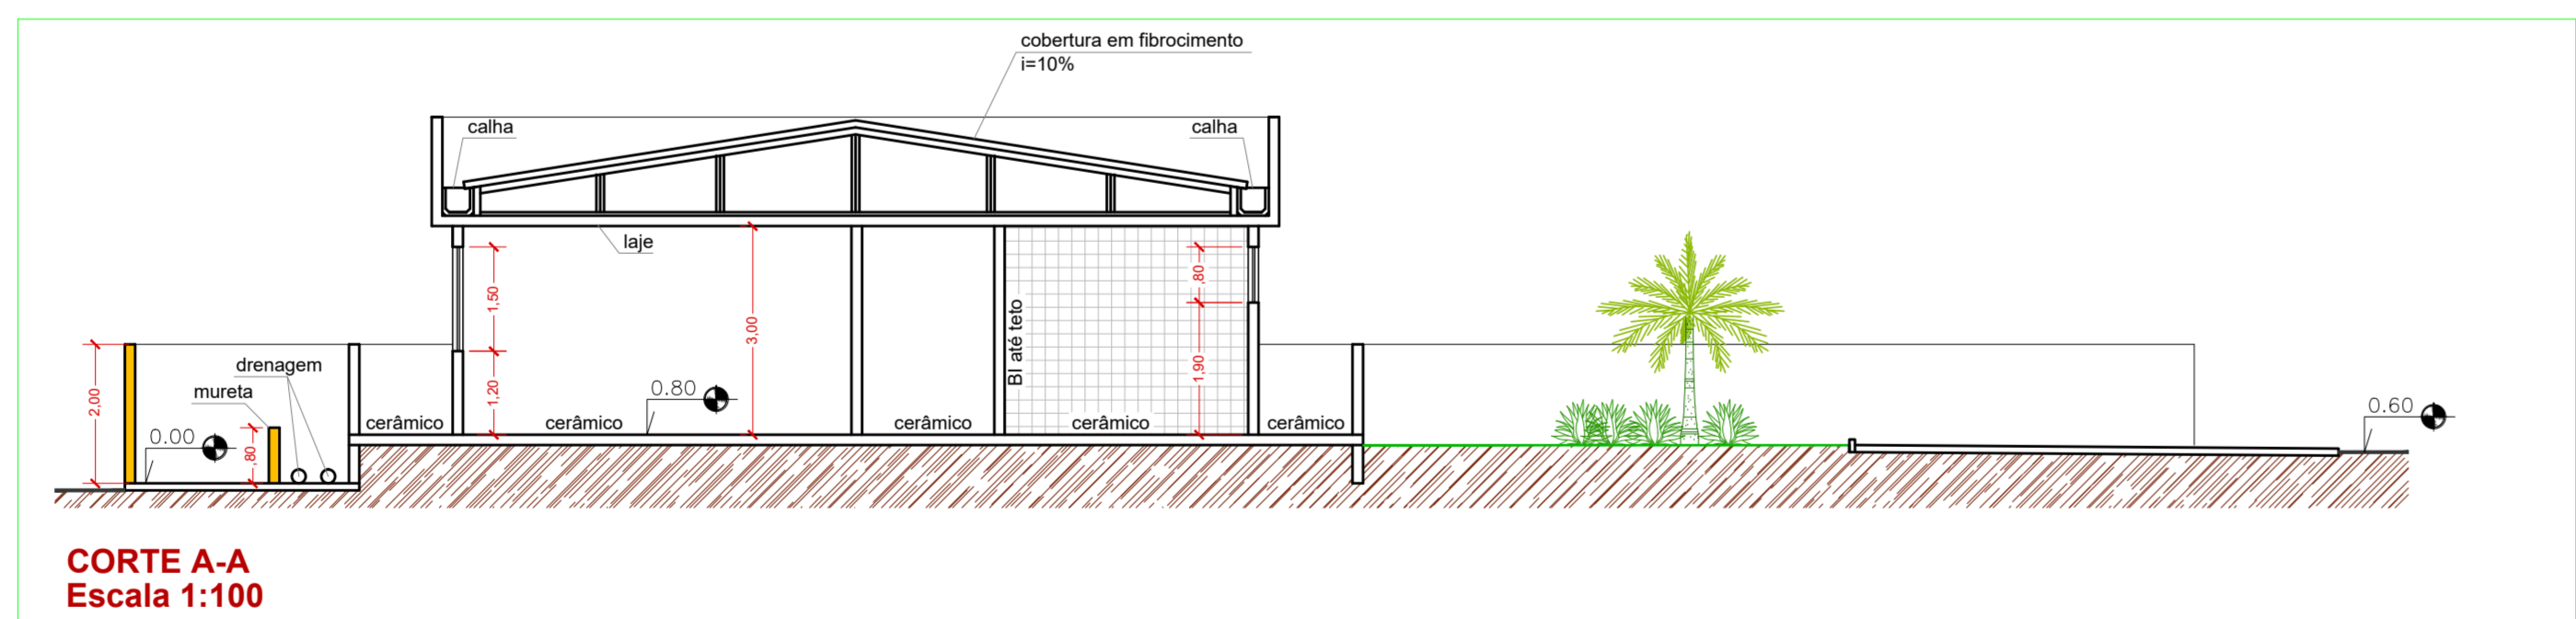 cobertura em fibrocimento
i=10%
calha
calha
laje
1,50
3,00
,80
BI até teto
1,90
1,20
2,00
drenagem
mureta
0.00
,80
0.80
0.60
cerâmico
cerâmico
cerâmico
cerâmico
cerâmico
CORTE A-A
Escala 1:100